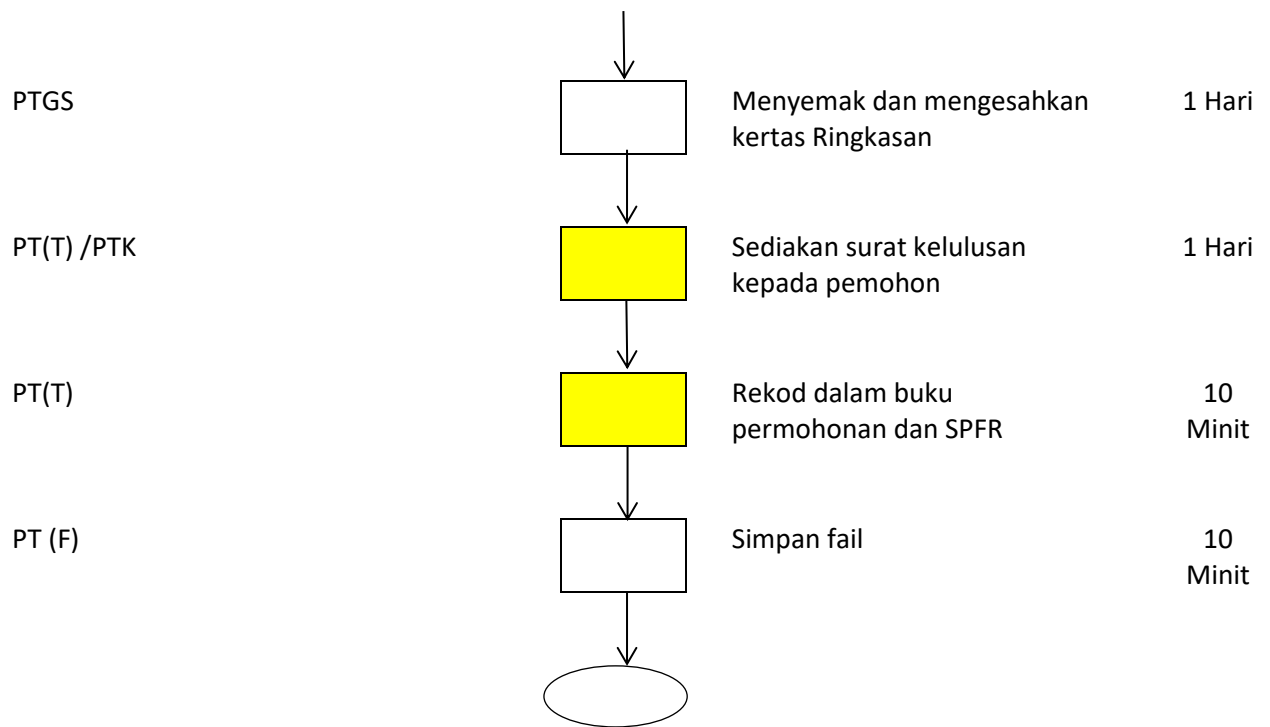 PTGS
Menyemak dan mengesahkan
kertas Ringkasan
1 Hari
PT(T) /PTK
Sediakan surat kelulusan
kepada pemohon
1 Hari
PT(T)
Rekod dalam buku
permohonan dan SPFR
10
Minit
PT (F)
Simpan fail
10
Minit